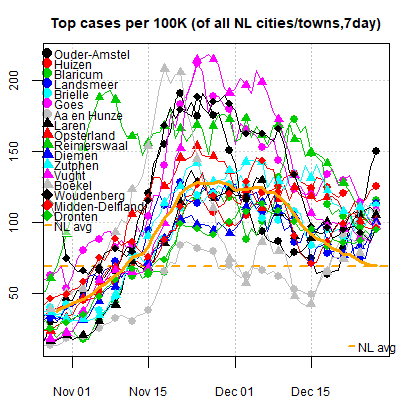 Top cases per 100K (of all NL cities/towns,7day)
200
150
100
50
Ouder-Amstel
Huizen
Blaricum
Landsmeer
Brielle
Goes
Aa en Hunze
Laren
Opsterland
Reimerswaal
Diemen
Zutphen
Vught
Boekel
Woudenberg
Midden-Delfland
Dronten
NL avg
NL avg
Nov 01
Nov 15
Dec 01
Dec 15